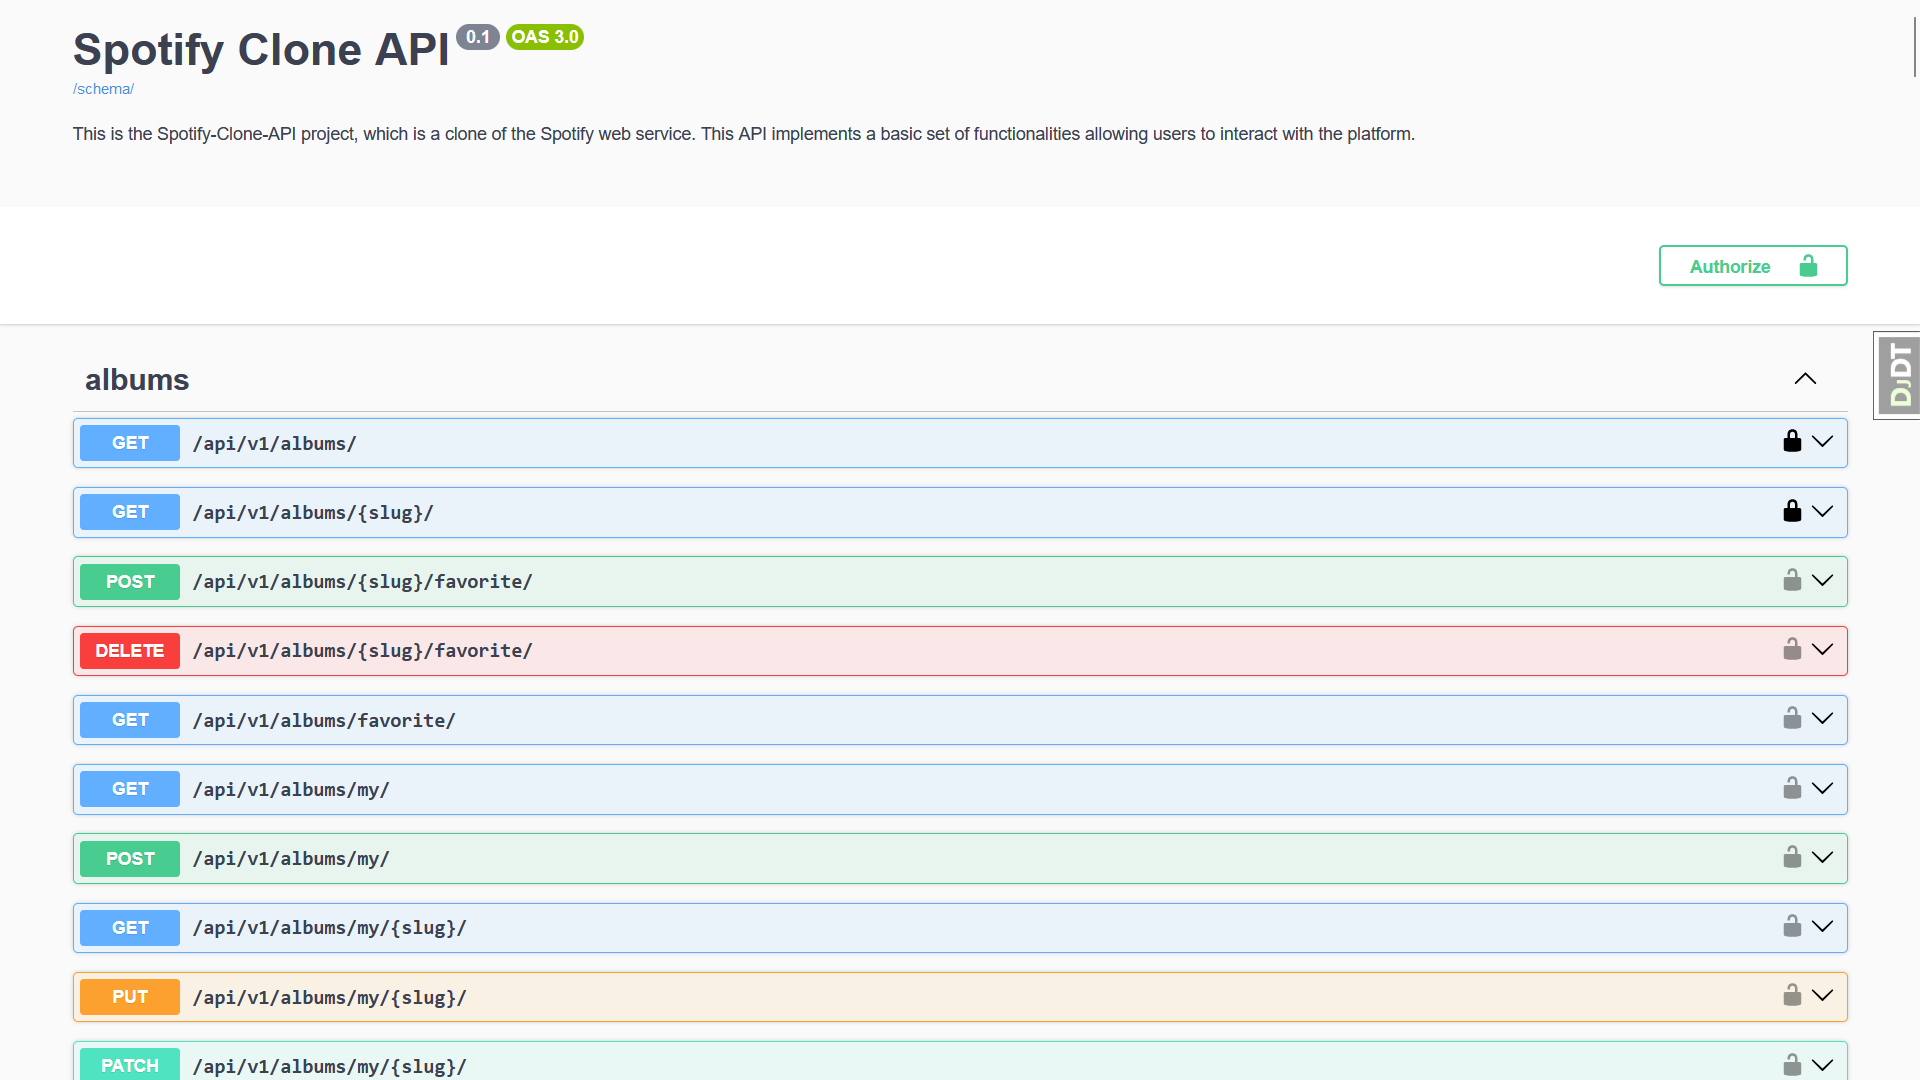 Spotify Clone API 0.1 OAS 3.0
/schema/
This is the Spotify-Clone-API project, which is a clone of the Spotify web service. This API implements a basic set of functionalities allowing users to interact with the platform.
Authorize
DJDT
albums
GET /api/v1/albums/
GET /api/v1/albums/{slug}/
POST /api/v1/albums/{slug}/favorite/
DELETE /api/v1/albums/{slug}/favorite/
GET /api/v1/albums/favorite/
GET /api/v1/albums/my/
POST /api/v1/albums/my/
GET /api/v1/albums/my/{slug}/
PUT /api/v1/albums/my/{slug}/
PATCH /api/v1/albums/my/{slug}/